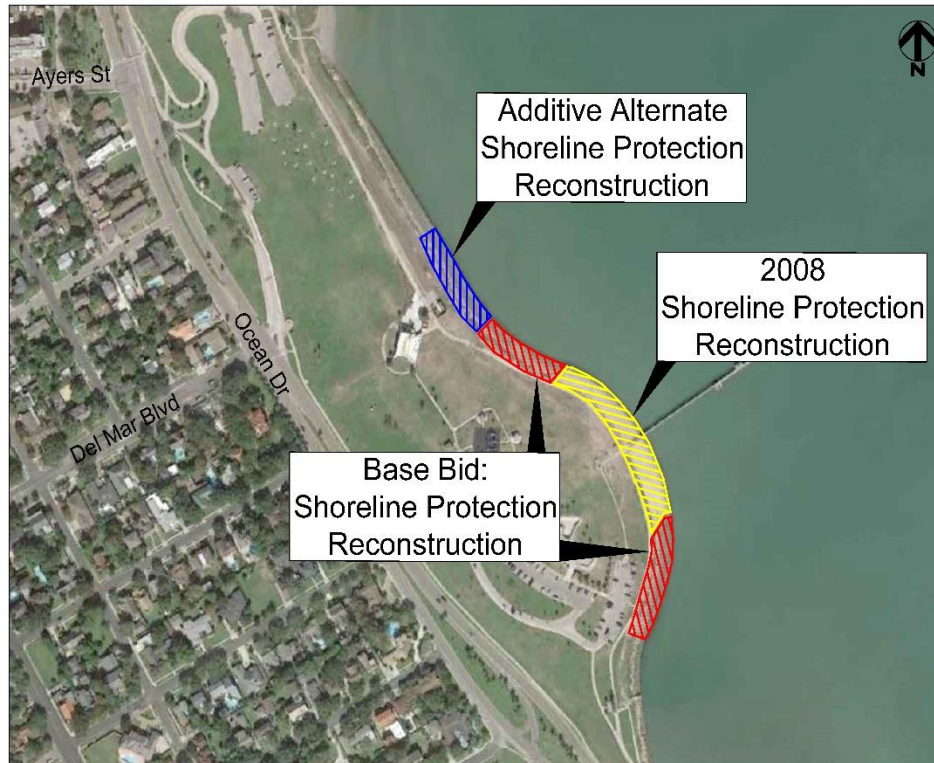 N
Ayers St
Additive Alternate
Shoreline Protection
Reconstruction
2008
Shoreline Protection
Reconstruction
Ocean Dr
Del Mar Blvd
Base Bid:
Shoreline Protection
Reconstruction